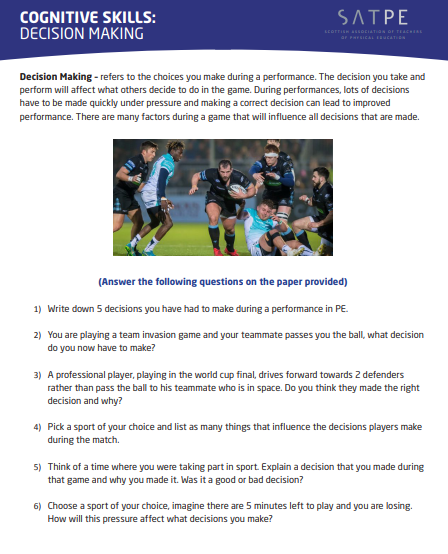 COGNITIVE SKILLS:
DECISION MAKING
SATPE
SCOTTISH ASSOCIATION OF TEACHERS
OF PHYSICAL EDUCATION
Decision Making - refers to the choices you make during a performance. The decision you take and
perform will affect what others decide to do in the game. During performances, lots of decisions
have to be made quickly under pressure and making a correct decision can lead to improved
performance. There are many factors during a game that will influence all decisions that are made.
(Answer the following questions on the paper provided)
1) Write down 5 decisions you have had to make during a performance in PE.
2) You are playing a team invasion game and your teammate passes you the ball, what decision
do you now have to make?
3) A professional player, playing in the world cup final, drives forward towards 2 defenders
rather than pass the ball to his teammate who is in space. Do you think they made the right
decision and why?
4) Pick a sport of your choice and list as many things that influence the decisions players make
during the match.
5) Think of a time where you were taking part in sport. Explain a decision that you made during
that game and why you made it. Was it a good or bad decision?
6) Choose a sport of your choice, imagine there are 5 minutes left to play and you are losing.
How will this pressure affect what decisions you make?